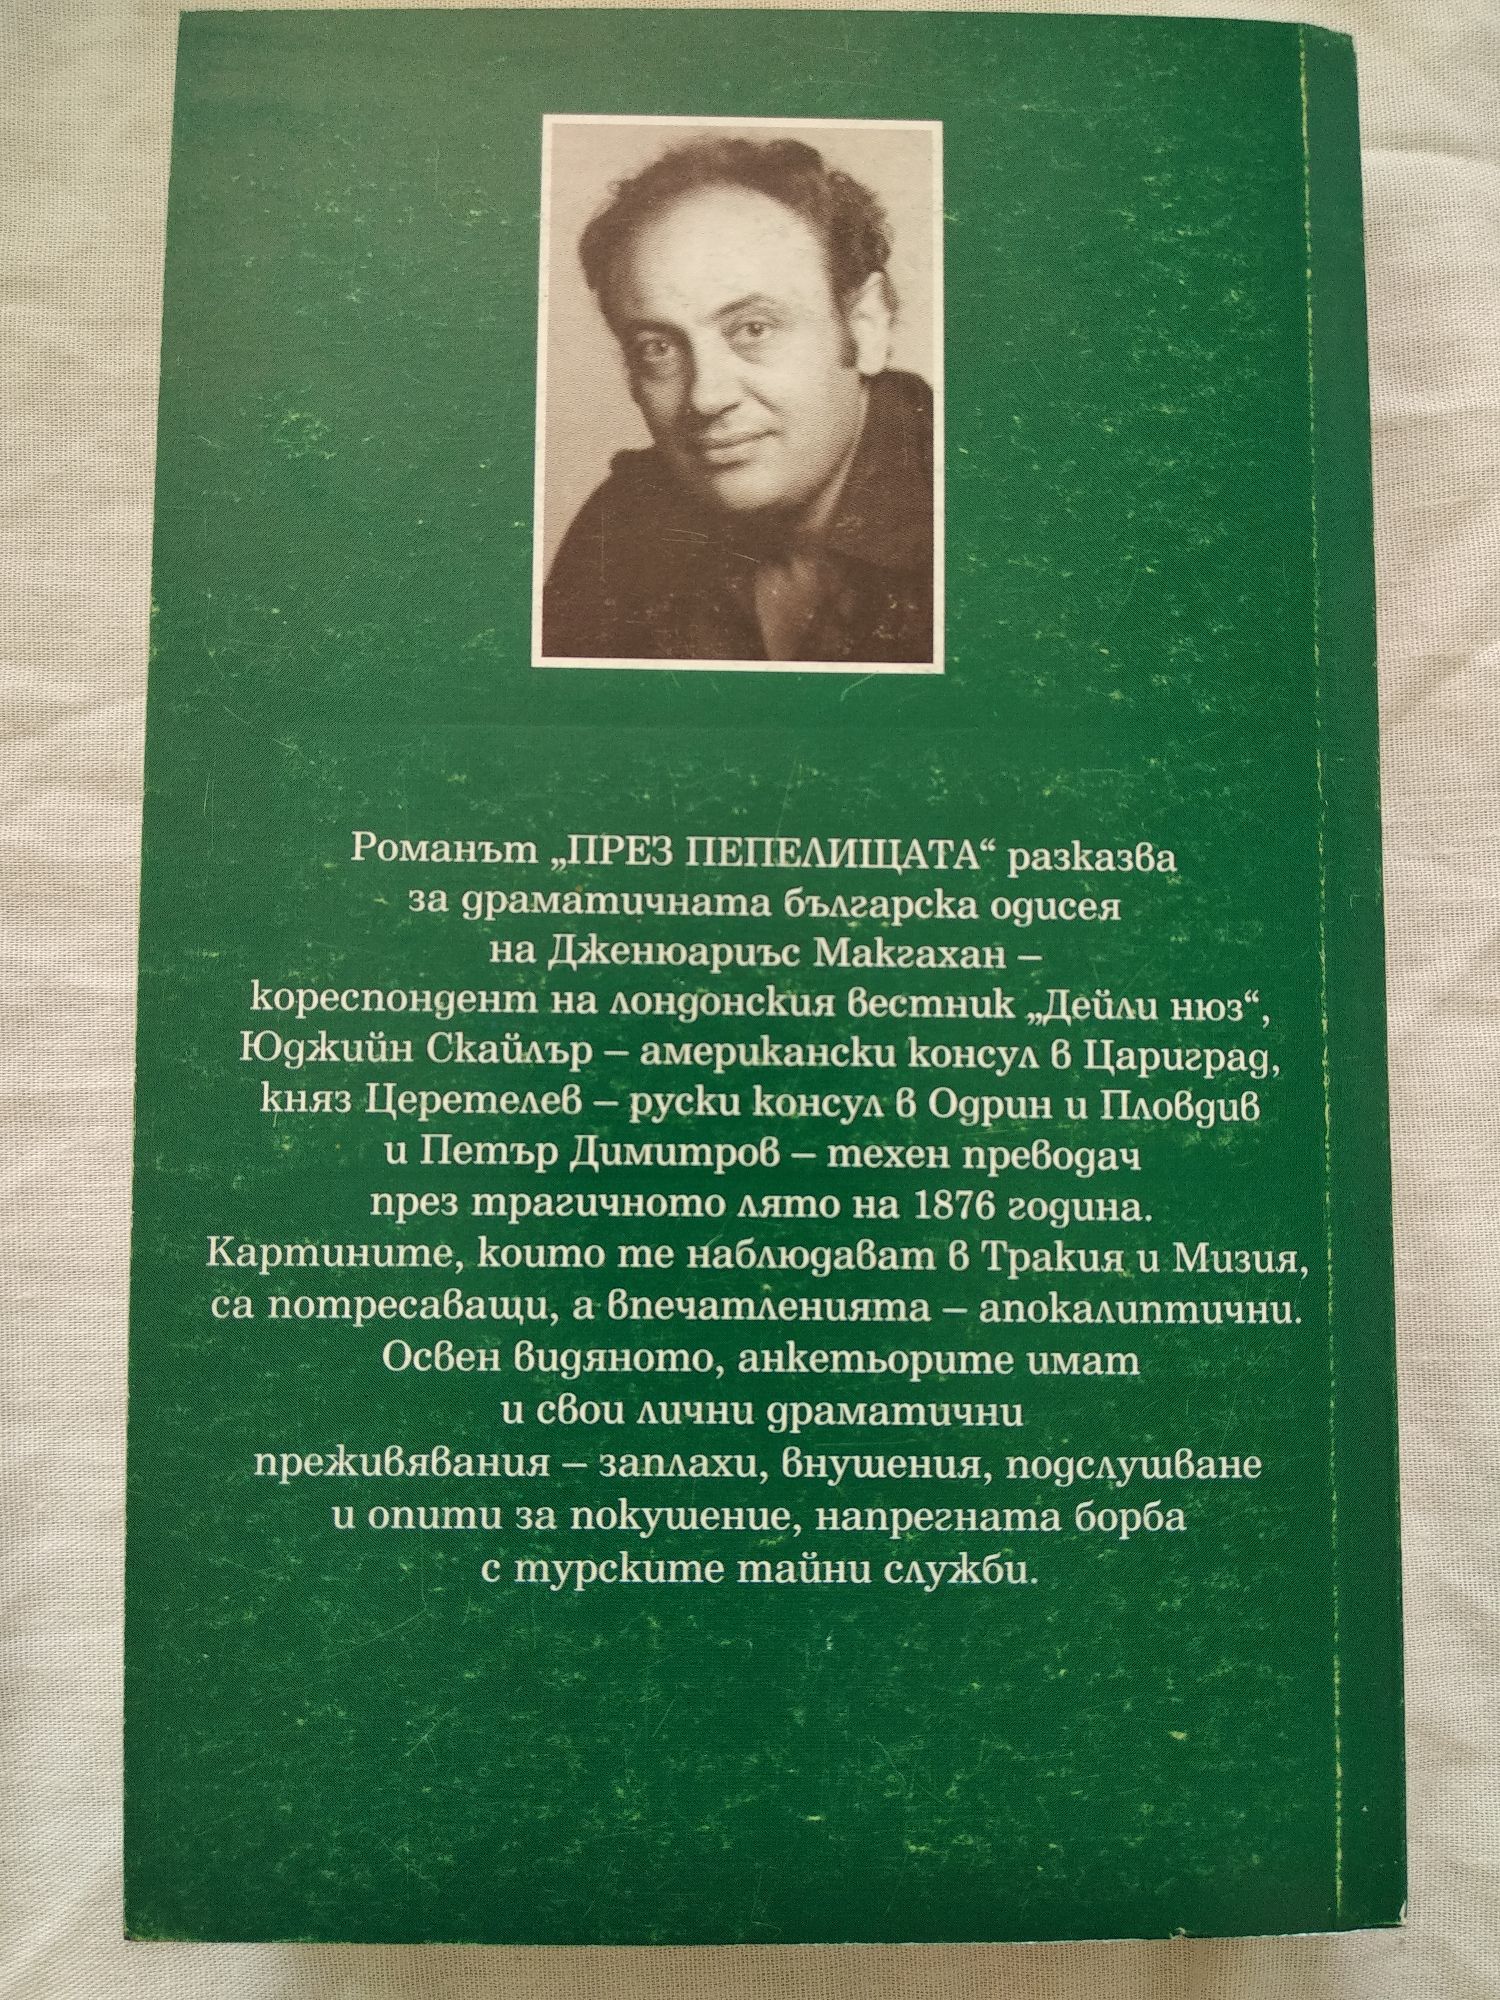 Романът „ПРЕЗ ПЕПЕЛИЩАТА“ разказва
за драматичната българска одисея
на Дженюариъс Макгахан –
кореспондент на лондонския вестник „Дейли нюз“,
Юджийн Скайлър – американски консул в Цариград,
княз Церетелев – руски консул в Одрин и Пловдив
и Петър Димитров – техен преводач
през трагичното лято на 1876 година.
Картините, които те наблюдават в Тракия и Мизия,
са потресаващи, а впечатленията – апокалиптични.
Освен видяното, анкетьорите имат
и свои лични драматични
преживявания – заплахи, внушения, подслушване
и опити за покушение, напрегната борба
с турските тайни служби.